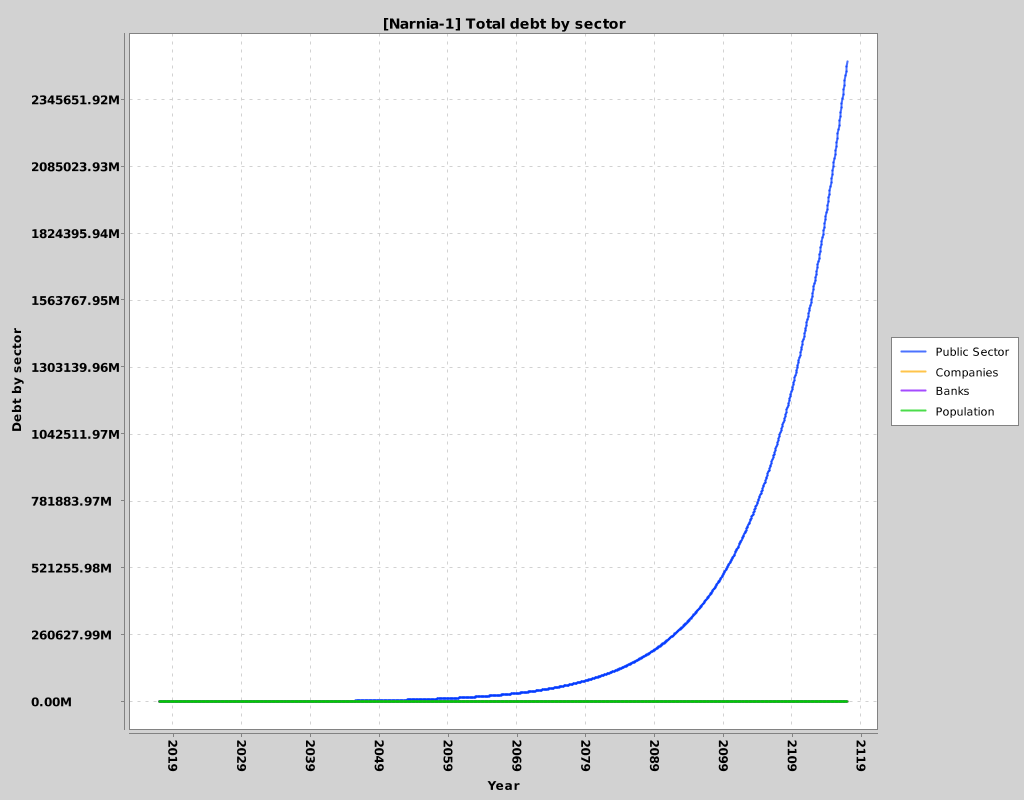 [Narnia-1] Total debt by sector
2345651.92M
2085023.93M
1824395.94M
1563767.95M
1303139.96M
1042511.97M
781883.97M
521255.98M
260627.99M
0.00M
Debt by sector
2019 2029 2039 2049 2059 2069 2079 2089 2099 2109 2119
Year
Public Sector
Companies
Banks
Population